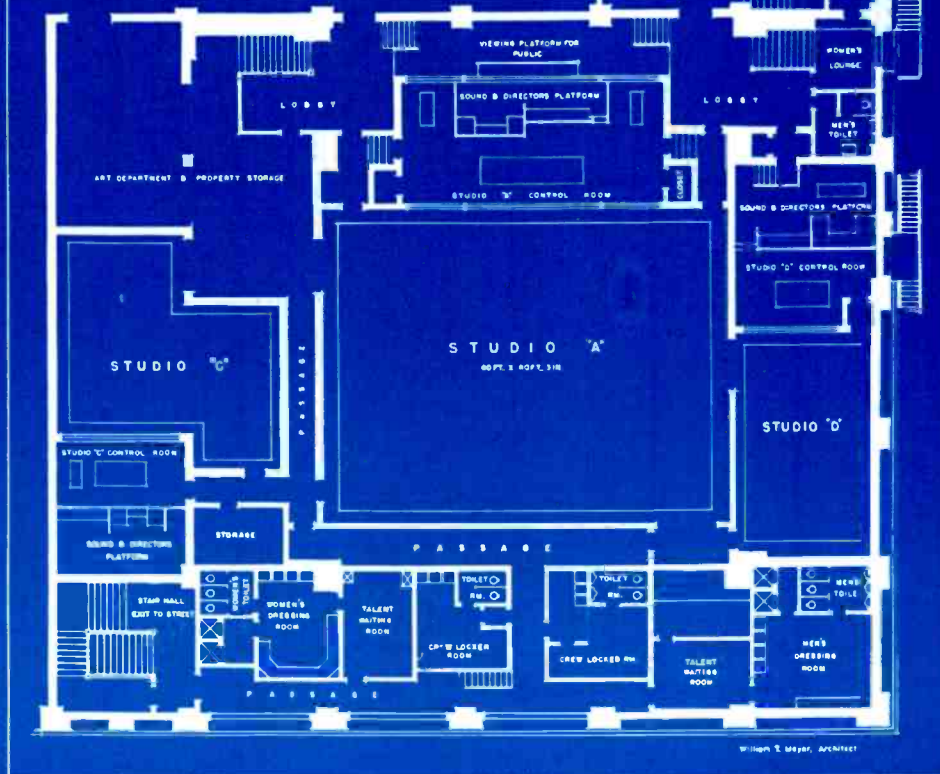 VIEWING PLATFORM FOR
PUBLIC
WOMEN'S
LOUNGE
LOBBY
SOUND & DIRECTORS PLATFORM
LOBBY
MEN'S
TOILET
ART DEPARTMENT & PROPERTY STORAGE
STUDIO "A" CONTROL ROOM
CLOSET
SOUND & DIRECTORS PLATFORM
STUDIO "D" CONTROL ROOM
STUDIO "C"
PASSAGE
STUDIO "A"
STUDIO "D"
STUDIO "C" CONTROL ROOM
SOUND & DIRECTORS
PLATFORM
STORAGE
PASSAGE
STAIR HALL
EXIT TO STREET
WOMEN'S
TOILET
WOMEN'S
DRESSING
ROOM
TALENT
WAITING
ROOM
TOILET
RM.
CREW LOCKER
ROOM
TOILET
RM.
CREW LOCKER RM.
TALENT
WAITING
ROOM
MEN'S
TOILE
MEN'S
DRESSING
ROOM
PASSAGE
Architect